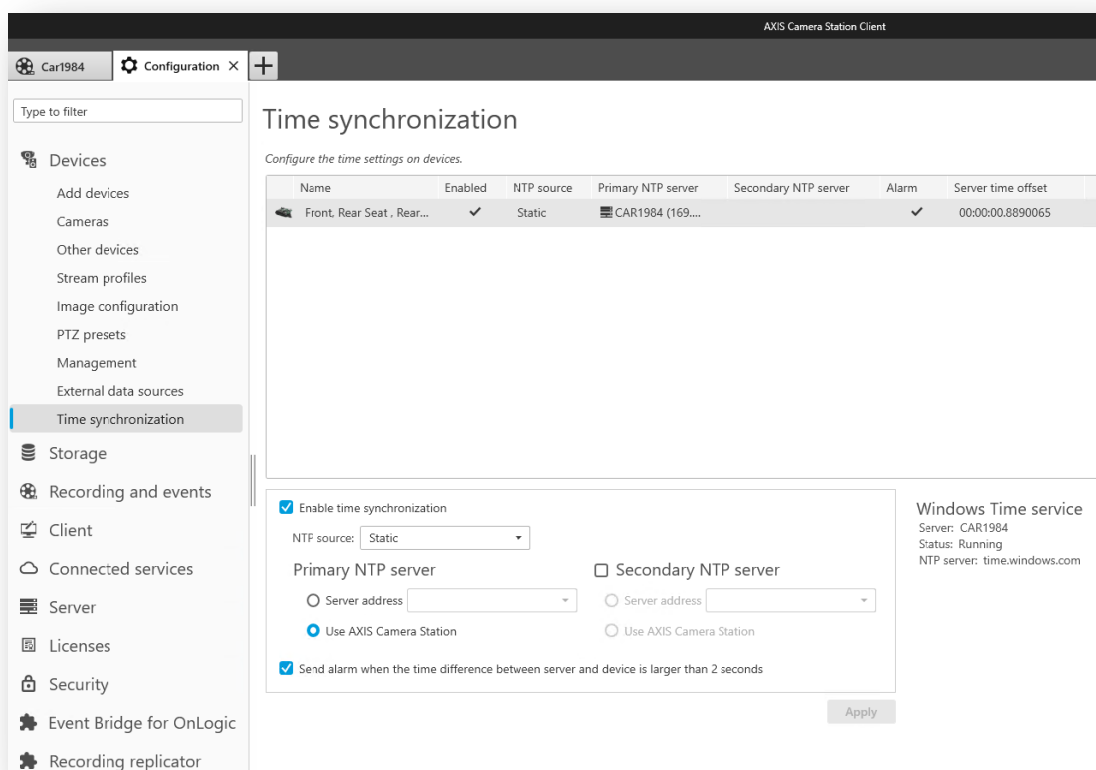 AXIS Camera Station Client
Car1984
Configuration
Type to filter
Time synchronization
Configure the time settings on devices.
Devices
Add devices
Cameras
Other devices
Stream profiles
Image configuration
PTZ presets
Management
External data sources
Time synchronization
Storage
Recording and events
Client
Connected services
Server
Licenses
Security
Event Bridge for OnLogic
Recording replicator
Name Enabled NTP source Primary NTP server Secondary NTP server Alarm Server time offset
Front, Rear Seat , Rear... Static CAR1984 (169.... 00:00:00.8890065
Enable time synchronization
NTP source: Static
Primary NTP server
Server address
Use AXIS Camera Station
Secondary NTP server
Server address
Use AXIS Camera Station
Send alarm when the time difference between server and device is larger than 2 seconds
Apply
Windows Time service
Server: CAR1984
Status: Running
NTP server: time.windows.com